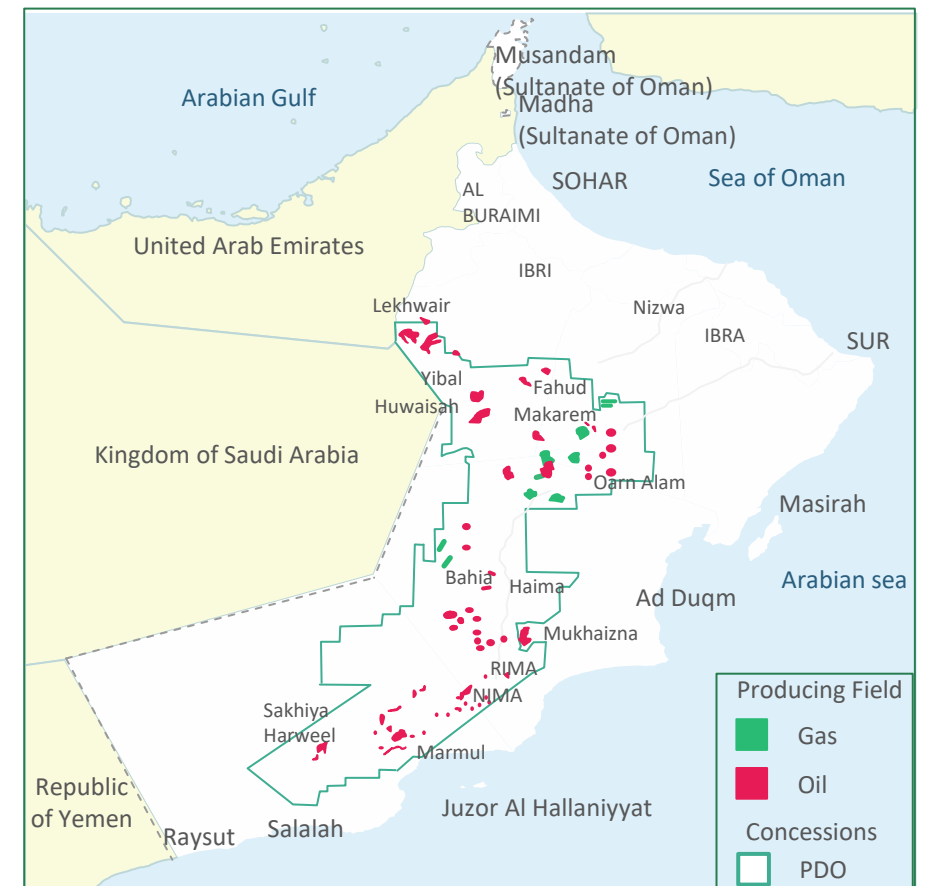 Musandam
(Sultanate of Oman)
Arabian Gulf
Madha
(Sultanate of Oman)
SOHAR
Sea of Oman
AL
BURAIMI
United Arab Emirates
IBRI
Lekhwair
Nizwa
IBRA
SUR
Yibal
Fahud
Huwaisah
Makarem
Kingdom of Saudi Arabia
Oarn Alam
Masirah
Bahia
Haima
Arabian sea
Ad Duqm
Mukhaizna
RIMA
NIMA
Sakhiya
Harweel
Marmul
Republic
of Yemen
Raysut
Salalah
Juzor Al Hallaniyyat
Producing Field
Gas
Oil
Concessions
PDO